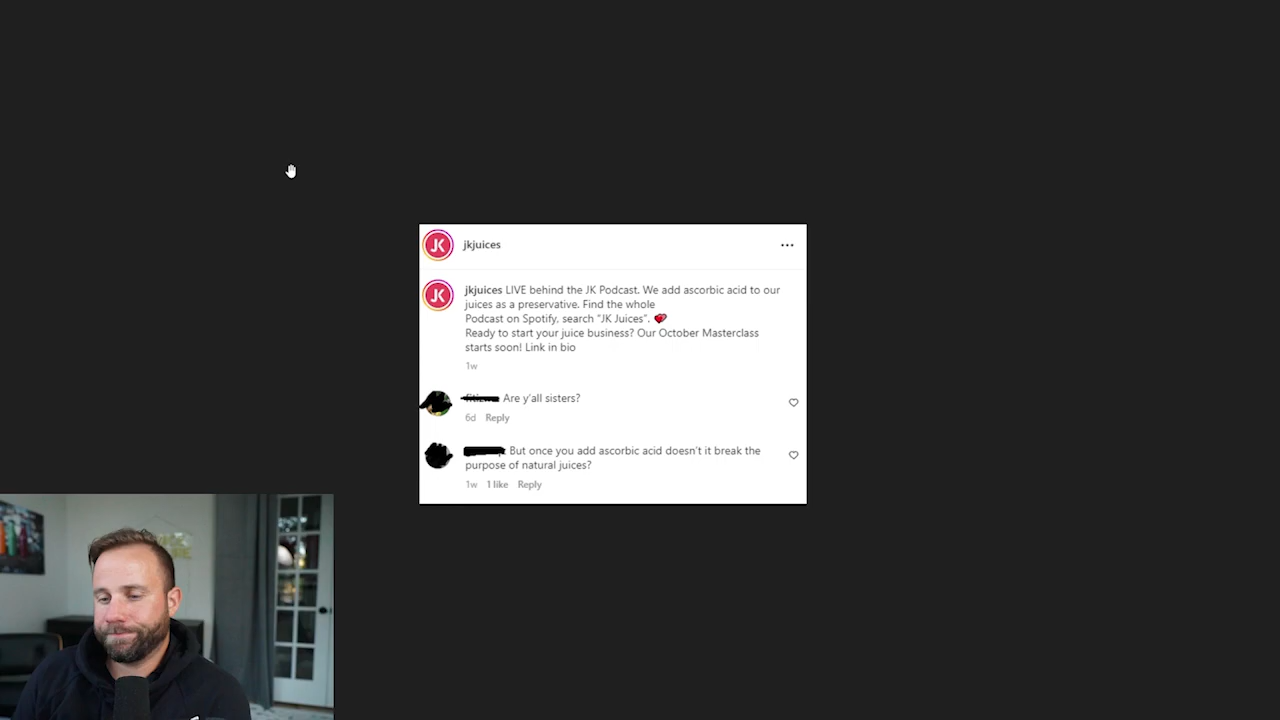 JK jkjuices
JK jkjuices LIVE behind the JK Podcast. We add ascorbic acid to our
juices as a preservative. Find the whole
Podcast on Spotify, search “JK Juices”. 💕
Ready to start your juice business? Our October Masterclass
starts soon! Link in bio
1w
Are y'all sisters?
6d Reply
But once you add ascorbic acid doesn't it break the
purpose of natural juices?
1w 1 like Reply